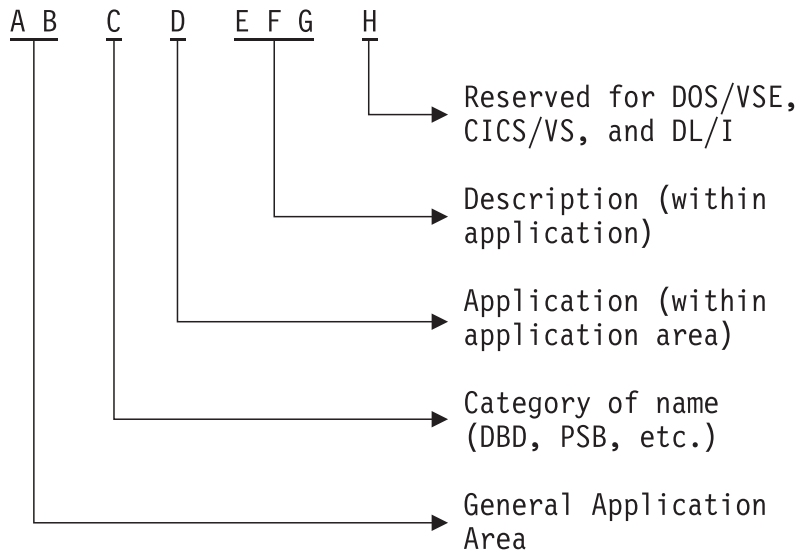 A B C D E F G H
Reserved for DOS/VSE,
CICS/VS, and DL/I
Description (within
application)
Application (within
application area)
Category of name
(DBD, PSB, etc.)
General Application
Area